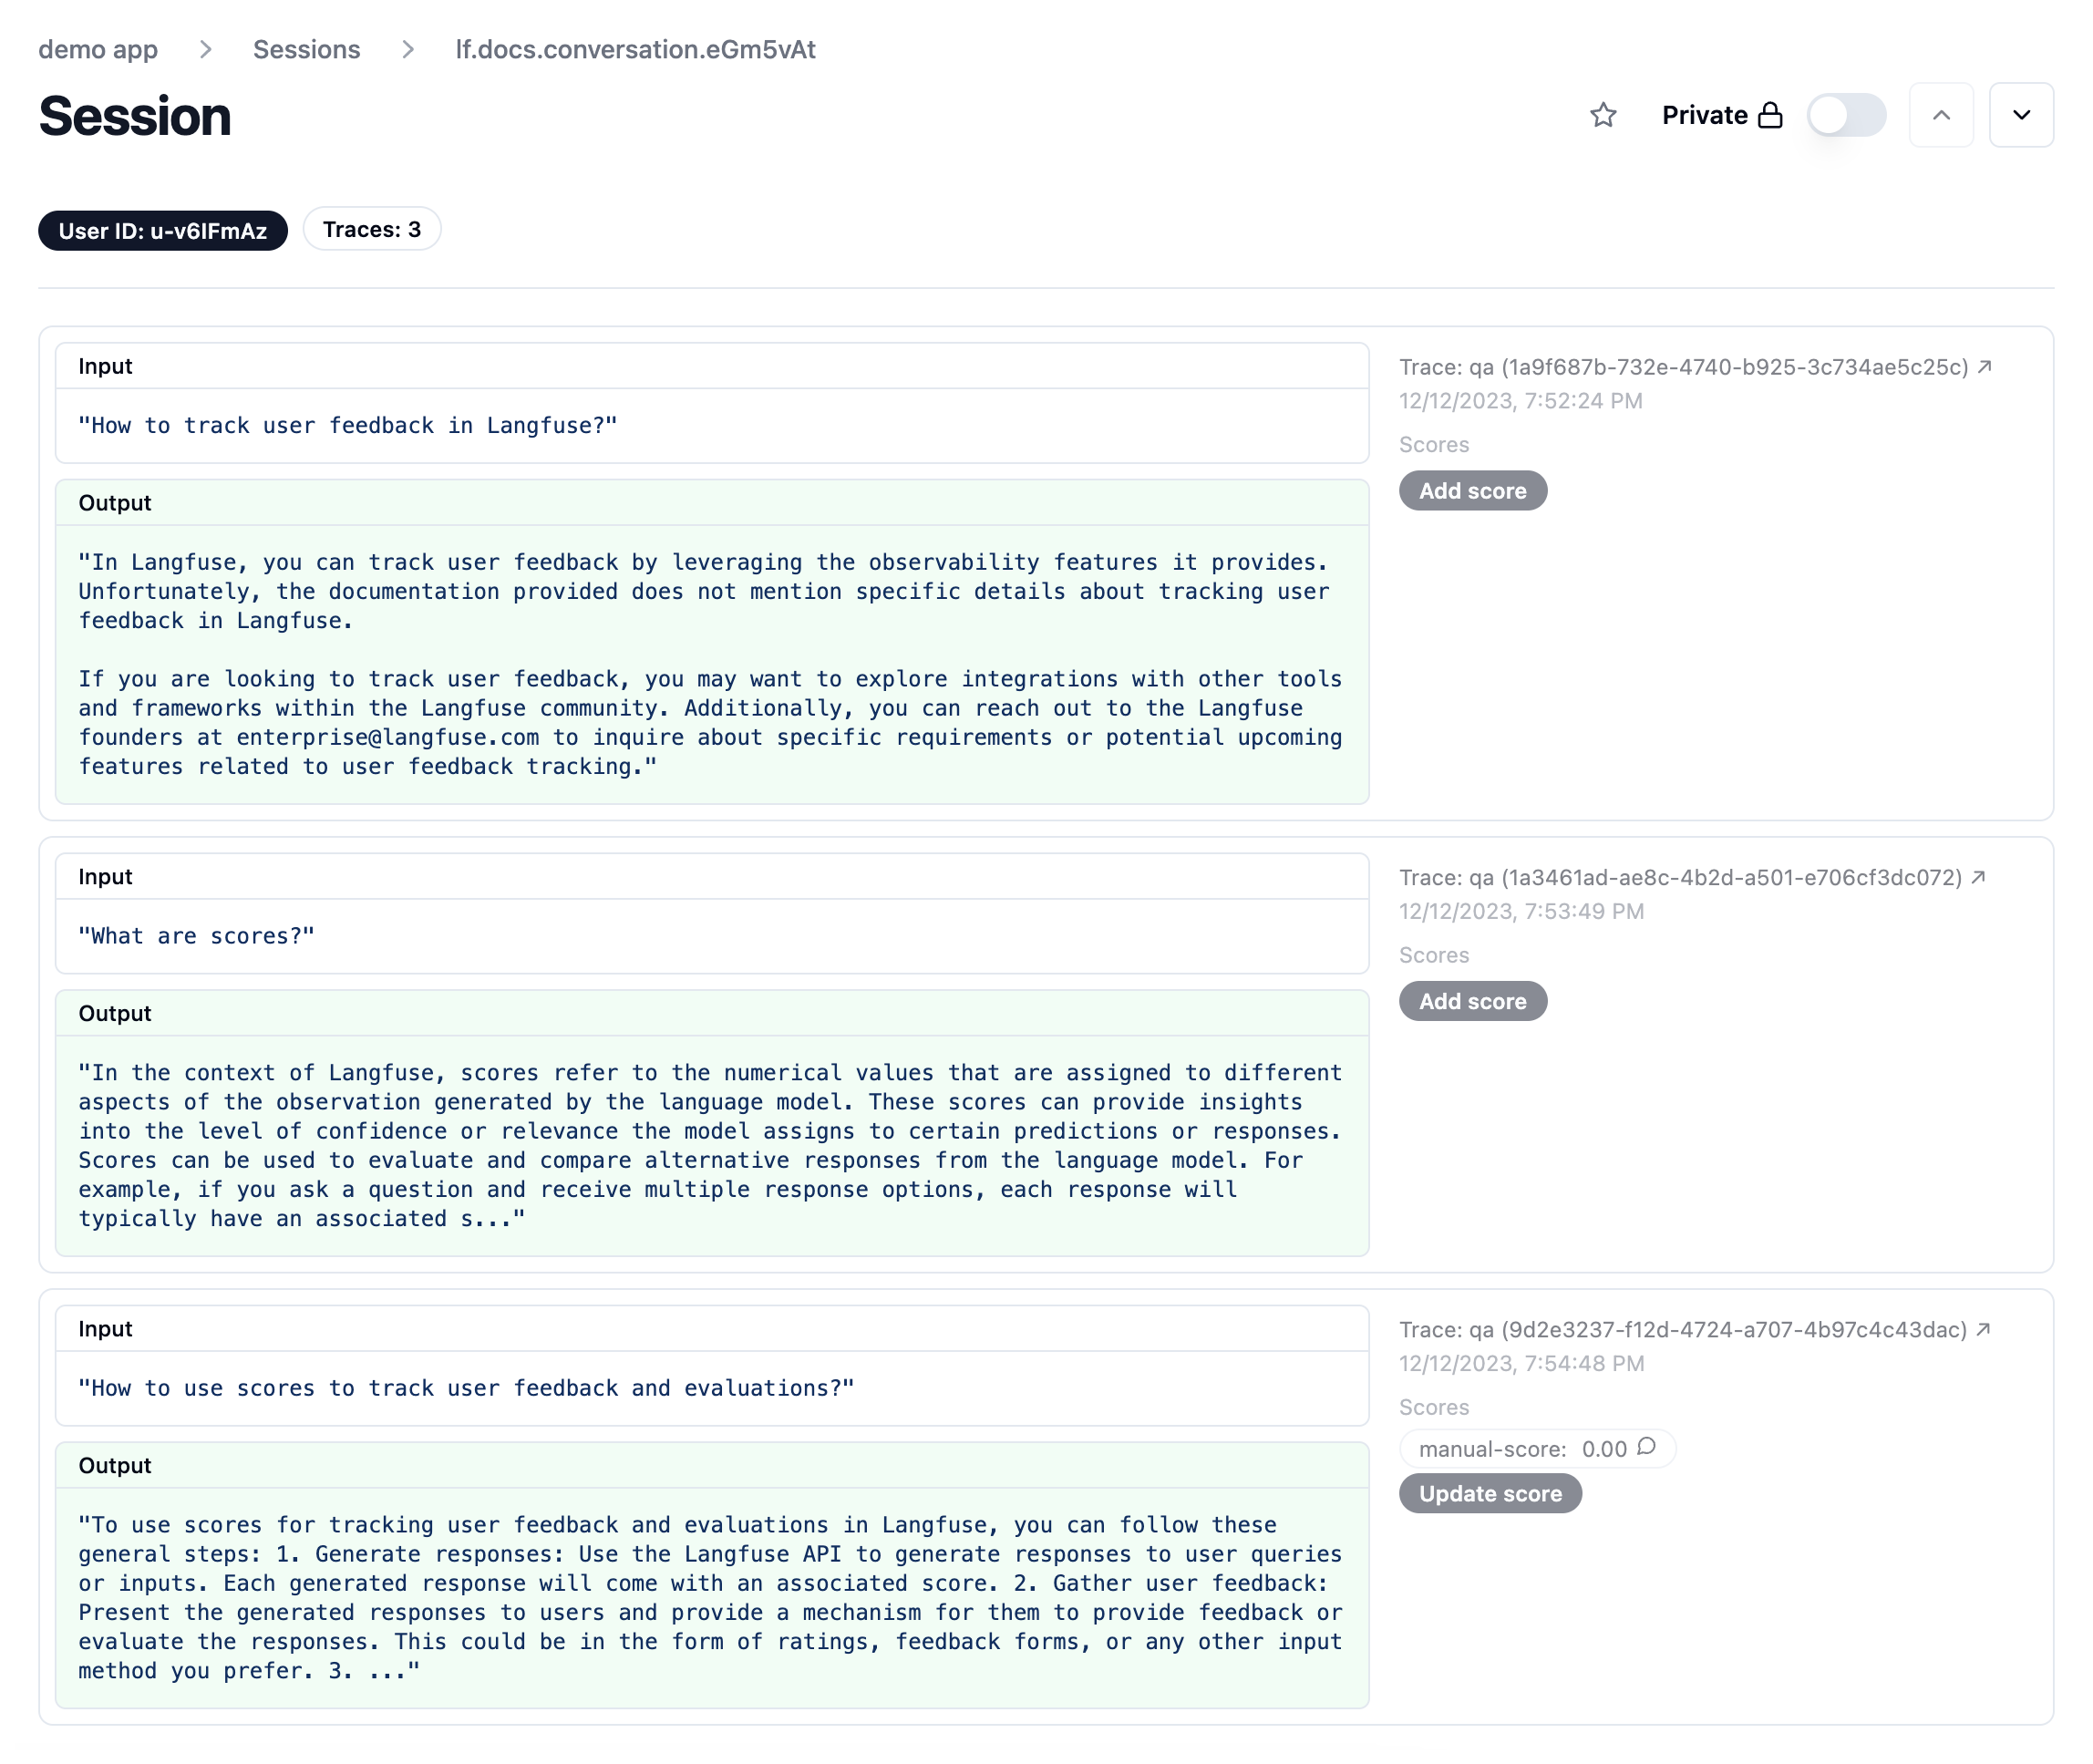 demo app > Sessions > lf.docs.conversation.eGm5vAt
Session
Private
User ID: u-v6IFmAz
Traces: 3
Input
"How to track user feedback in Langfuse?"
Output
"In Langfuse, you can track user feedback by leveraging the observability features it provides.
Unfortunately, the documentation provided does not mention specific details about tracking user
feedback in Langfuse.
If you are looking to track user feedback, you may want to explore integrations with other tools
and frameworks within the Langfuse community. Additionally, you can reach out to the Langfuse
founders at enterprise@langfuse.com to inquire about specific requirements or potential upcoming
features related to user feedback tracking."
Trace: qa (1a9f687b-732e-4740-b925-3c734ae5c25c)
12/12/2023, 7:52:24 PM
Scores
Add score
Input
"What are scores?"
Output
"In the context of Langfuse, scores refer to the numerical values that are assigned to different
aspects of the observation generated by the language model. These scores can provide insights
into the level of confidence or relevance the model assigns to certain predictions or responses.
Scores can be used to evaluate and compare alternative responses from the language model. For
example, if you ask a question and receive multiple response options, each response will
typically have an associated s..."
Trace: qa (1a3461ad-ae8c-4b2d-a501-e706cf3dc072)
12/12/2023, 7:53:49 PM
Scores
Add score
Input
"How to use scores to track user feedback and evaluations?"
Output
"To use scores for tracking user feedback and evaluations in Langfuse, you can follow these
general steps: 1. Generate responses: Use the Langfuse API to generate responses to user queries
or inputs. Each generated response will come with an associated score. 2. Gather user feedback:
Present the generated responses to users and provide a mechanism for them to provide feedback or
evaluate the responses. This could be in the form of ratings, feedback forms, or any other input
method you prefer. 3. ..."
Trace: qa (9d2e3237-f12d-4724-a707-4b97c4c43dac)
12/12/2023, 7:54:48 PM
Scores
manual-score: 0.00
Update score